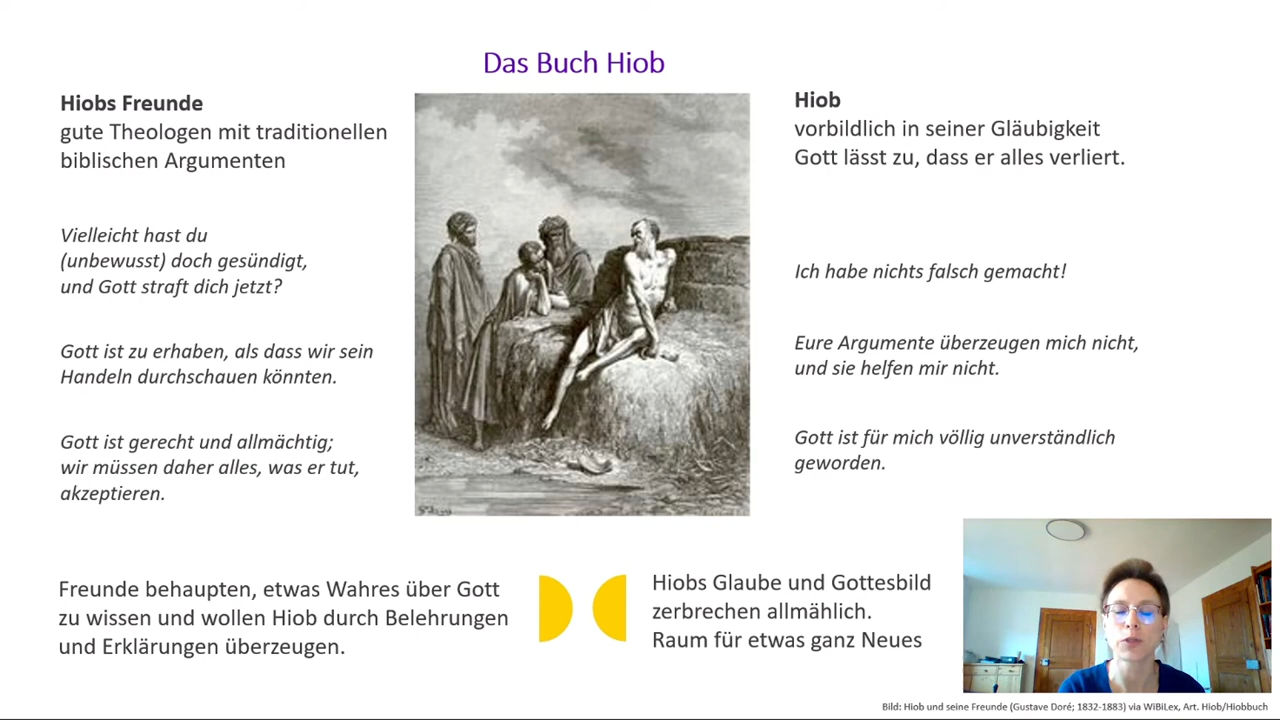 Das Buch Hiob
Hiobs Freunde
gute Theologen mit traditionellen
biblischen Argumenten
Vielleicht hast du
(unbewusst) doch gesündigt,
und Gott straft dich jetzt?
Gott ist zu erhaben, als dass wir sein
Handeln durchschauen könnten.
Gott ist gerecht und allmächtig;
wir müssen daher alles, was er tut,
akzeptieren.
Hiob
vorbildlich in seiner Gläubigkeit
Gott lässt zu, dass er alles verliert.
Ich habe nichts falsch gemacht!
Eure Argumente überzeugen mich nicht,
und sie helfen mir nicht.
Gott ist für mich völlig unverständlich
geworden.
Freunde behaupten, etwas Wahres über Gott
zu wissen und wollen Hiob durch Belehrungen
und Erklärungen überzeugen.
Hiobs Glaube und Gottesbild
zerbrechen allmählich.
Raum für etwas ganz Neues
Bild: Hiob und seine Freunde (Gustave Doré; 1832-1883) via WiBiLex, Art. Hiob/Hiobbuch